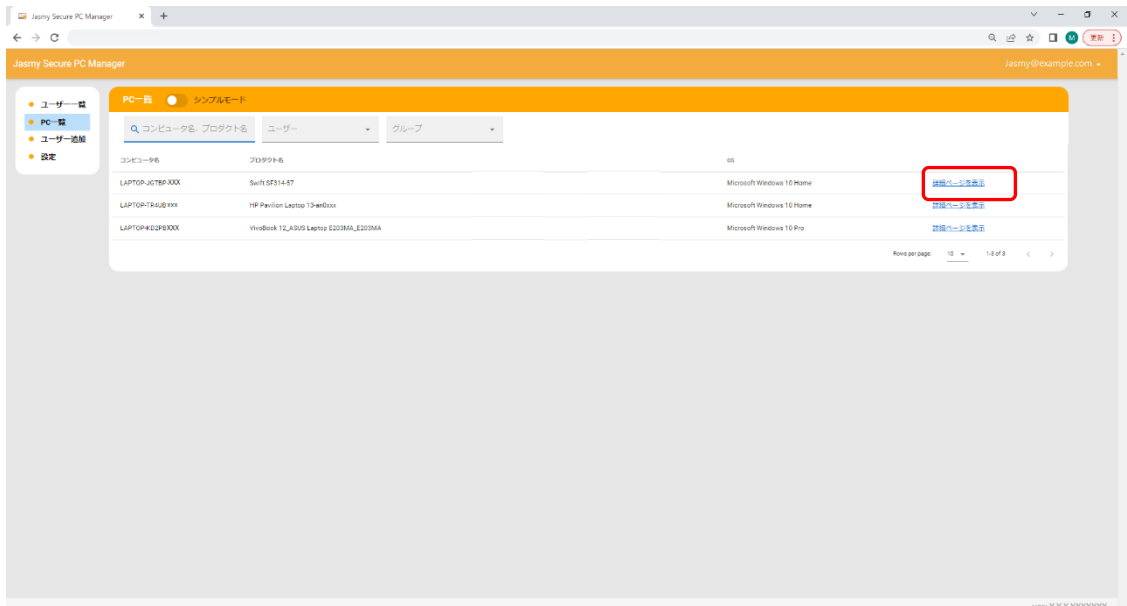 Jasmy Secure PC Manager
更新
Jasmy Secure PC Manager
Jasmy@example.com
ユーザー一覧
PC一覧
ユーザー追加
設定
PC一覧 シンプルモード
コンピュータ名、プロダクト名 ユーザー グループ
コンピュータ名 プロダクト名 OS
LAPTOP-JGTBP-XXX Swift SF314-57 Microsoft Windows 10 Home 詳細ページを表示
LAPTOP-TR4UBXXX HP Pavilion Laptop 13-an0xxx Microsoft Windows 10 Home 詳細ページを表示
LAPTOP-KD2PBXXX VivoBook 12_ASUS Laptop E203MA_E203MA Microsoft Windows 10 Pro 詳細ページを表示
Rows per page: 10 1-3 of 3